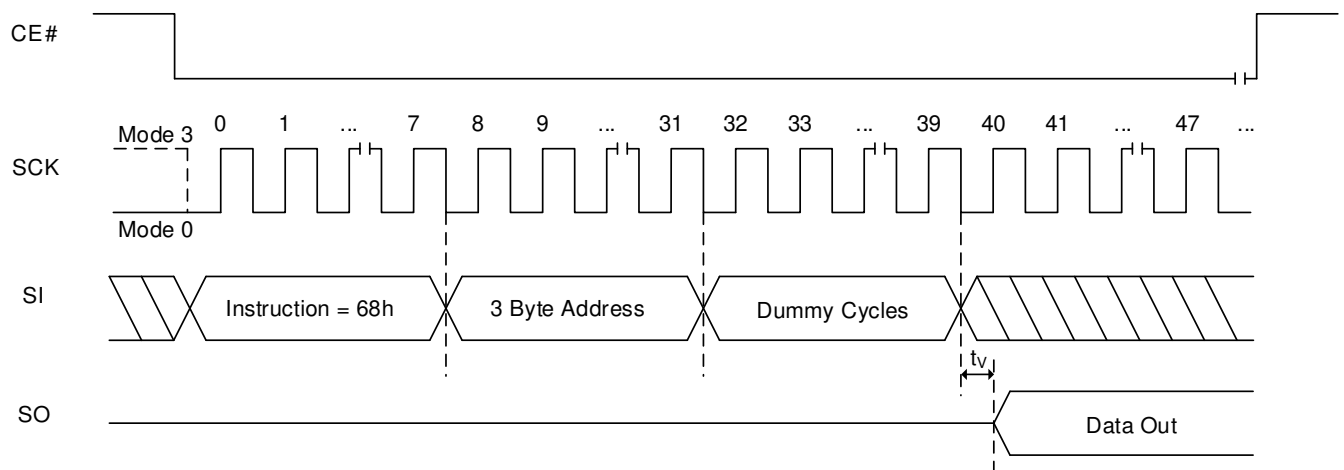 CE#
Mode 3
0 1 ... 7 8 9 ... 31 32 33 ... 39 40 41 ... 47 ...
SCK
Mode 0
SI
Instruction = 68h
3 Byte Address
Dummy Cycles
tV
SO
Data Out